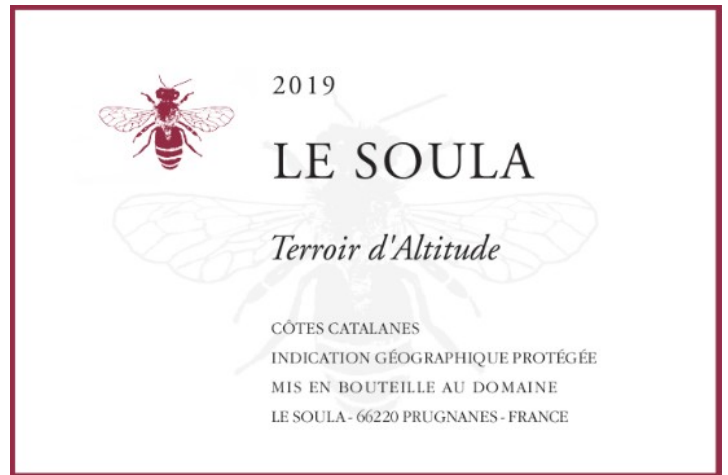 2019
LE SOULA
Terroir d'Altitude
CÔTES CATALANES
INDICATION GÉOGRAPHIQUE PROTÉGÉE
MIS EN BOUTEILLE AU DOMAINE
LE SOULA - 66220 PRUGNANES - FRANCE